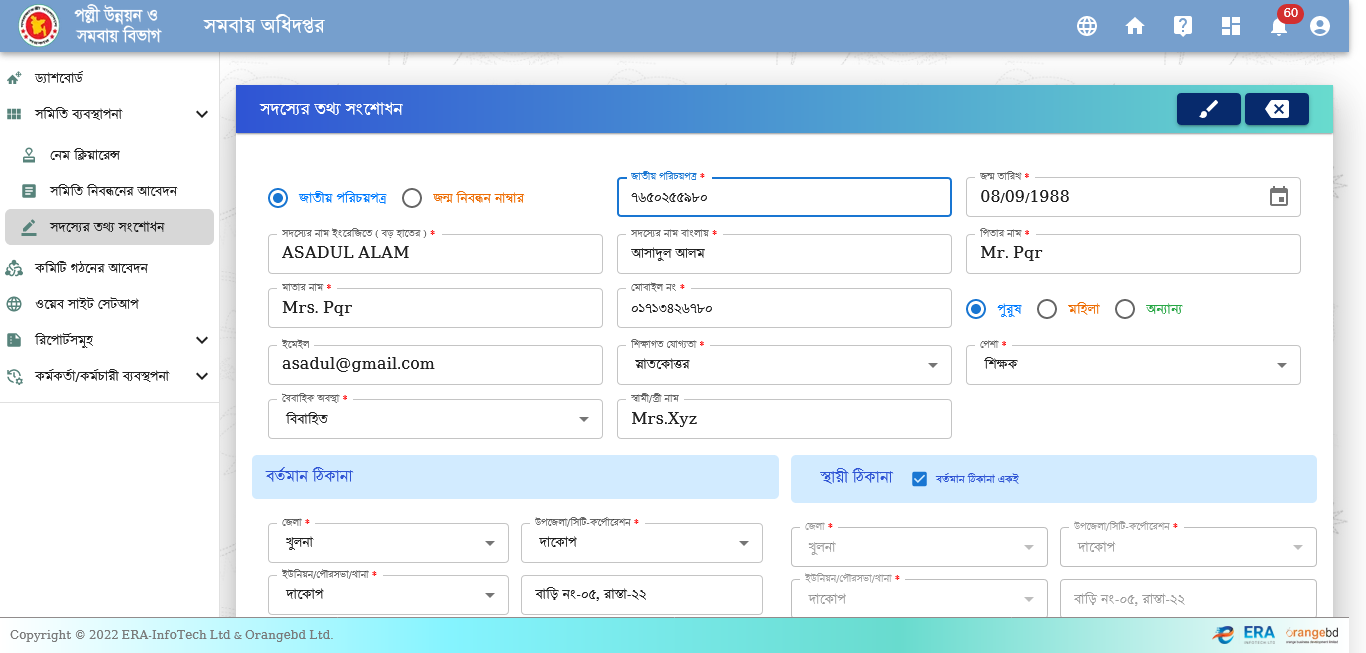 পল্লী উন্নয়ন ও
সমবায় বিভাগ
সমবায় অধিদপ্তর
60
ড্যাশবোর্ড
সমিতি ব্যবস্থাপনা
নেম ক্লিয়ারেন্স
সমিতি নিবন্ধনের আবেদন
সদস্যের তথ্য সংশোধন
কমিটি গঠনের আবেদন
ওয়েব সাইট সেটআপ
রিপোর্টসমূহ
কর্মকর্তা/কর্মচারী ব্যবস্থপনা
সদস্যের তথ্য সংশোধন
জাতীয় পরিচয়পত্র জন্ম নিবন্ধন নাম্বার
জাতীয় পরিচয়পত্র *
৭৬৫০২৫৫৯৮০
জন্ম তারিখ *
08/09/1988
সদস্যের নাম ইংরেজিতে ( বড় হাতের ) *
ASADUL ALAM
সদস্যের নাম বাংলায় *
আসাদুল আলম
পিতার নাম *
Mr. Pqr
মাতার নাম *
Mrs. Pqr
মোবাইল নং *
০১৭১৩৪২৬৭৮০
পুরুষ মহিলা অন্যান্য
ইমেইল
asadul@gmail.com
শিক্ষাগত যোগ্যতা *
স্নাতকোত্তর
পেশা *
শিক্ষক
বৈবাহিক অবস্থা *
বিবাহিত
স্বামী/স্ত্রী নাম
Mrs.Xyz
বর্তমান ঠিকানা
জেলা *
খুলনা
উপজেলা/সিটি-কর্পোরেশন *
দাকোপ
ইউনিয়ন/পৌরসভা/থানা *
দাকোপ
বাড়ি নং-০৫, রাস্তা-২২
স্থায়ী ঠিকানা বর্তমান ঠিকানা একই
জেলা *
খুলনা
উপজেলা/সিটি-কর্পোরেশন *
দাকোপ
ইউনিয়ন/পৌরসভা/থানা *
দাকোপ
বাড়ি নং-০৫, রাস্তা-২২
Copyright © 2022 ERA-InfoTech Ltd & Orangebd Ltd.
ERA
INFOTECH LTD
orangebd